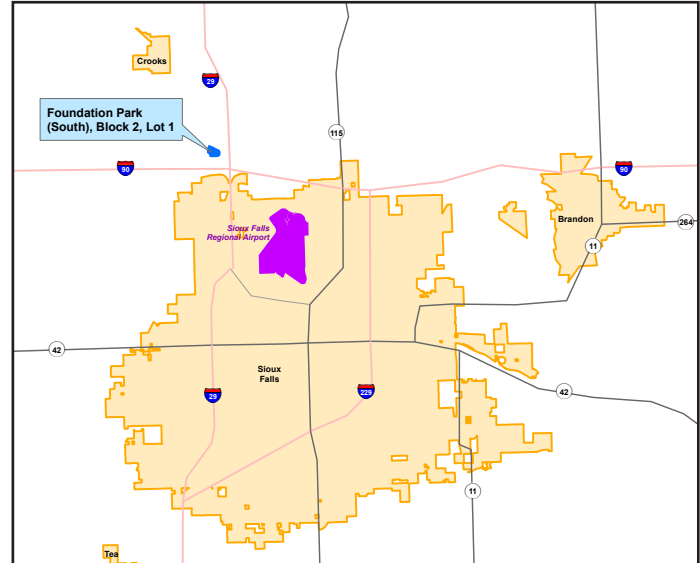 Crooks
29
Foundation Park
(South), Block 2, Lot 1
115
90
90
Brandon
264
Sioux Falls
Regional Airport
11
42
Sioux
Falls
29
229
42
11
Tea